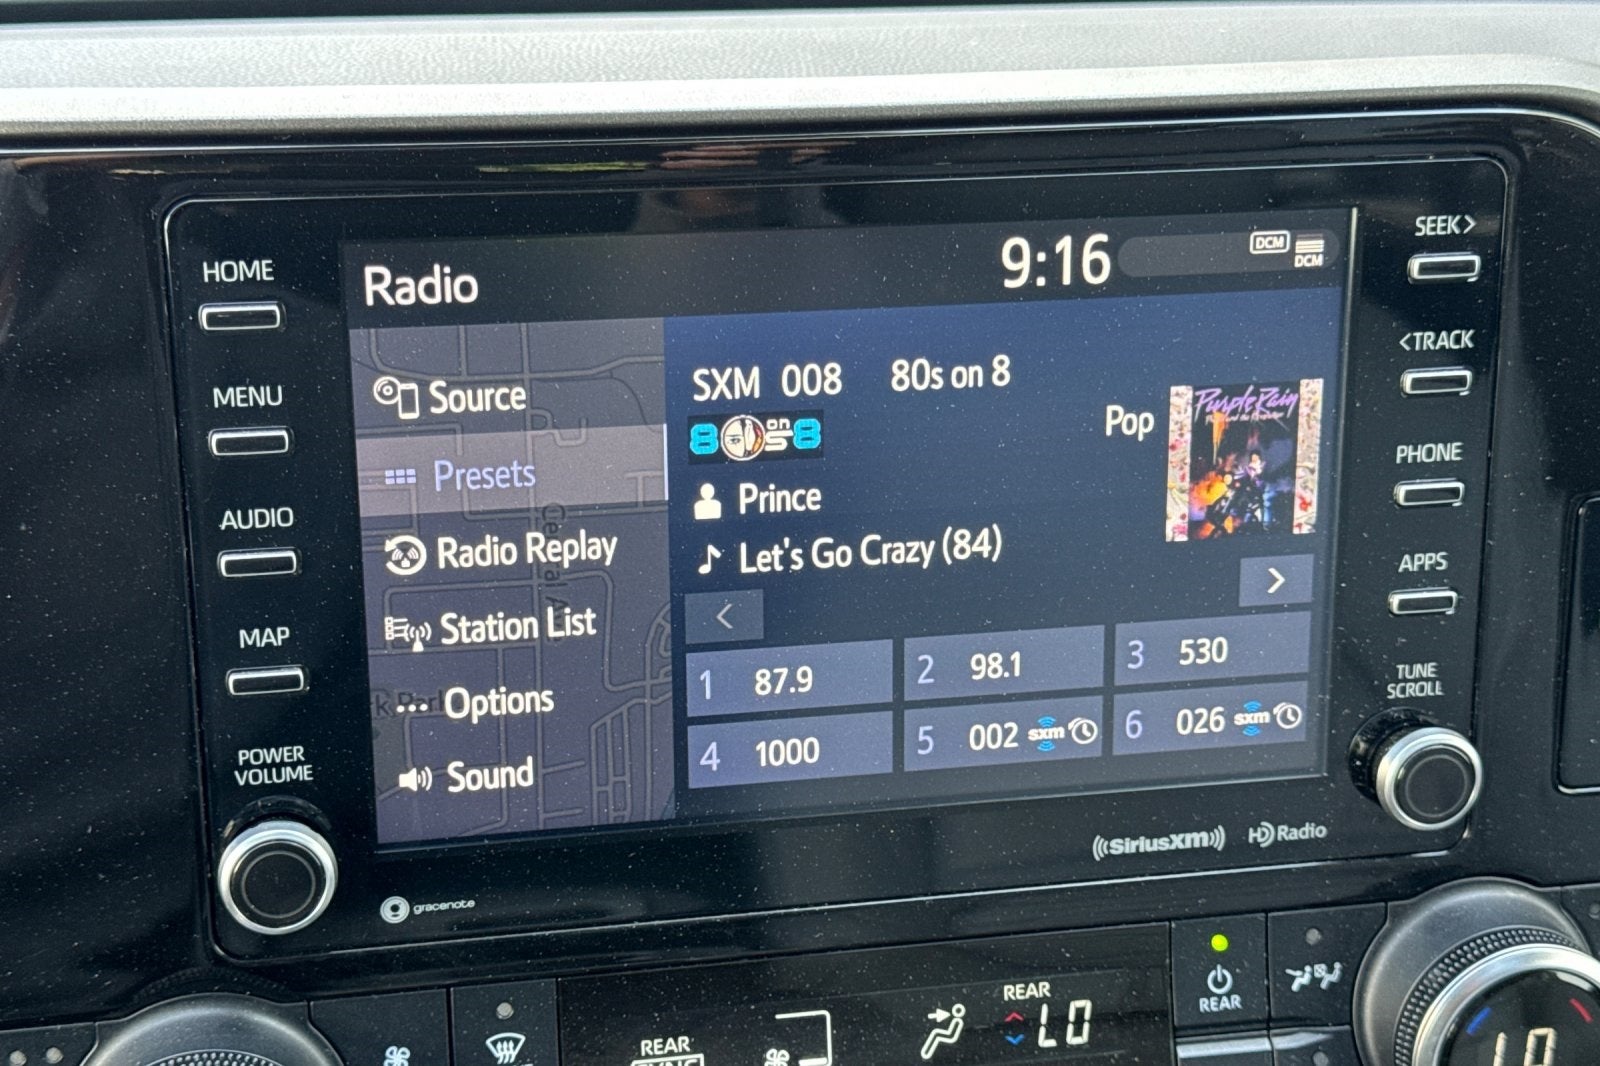 HOME
MENU
AUDIO
MAP
POWER
VOLUME
Radio
9:16
DCM
DCM
Source
Presets
Radio Replay
Station List
Options
Sound
SXM 008 80s on 8
8 on 8
Pop
Purple Rain
Prince
Let's Go Crazy (84)
<
>
1 87.9
2 98.1
3 530
4 1000
5 002 sxm
6 026 sxm
SEEK>
<TRACK
PHONE
APPS
TUNE
SCROLL
gracenote
SiriusXM
HD Radio
REAR
REAR
LO
REAR
LO